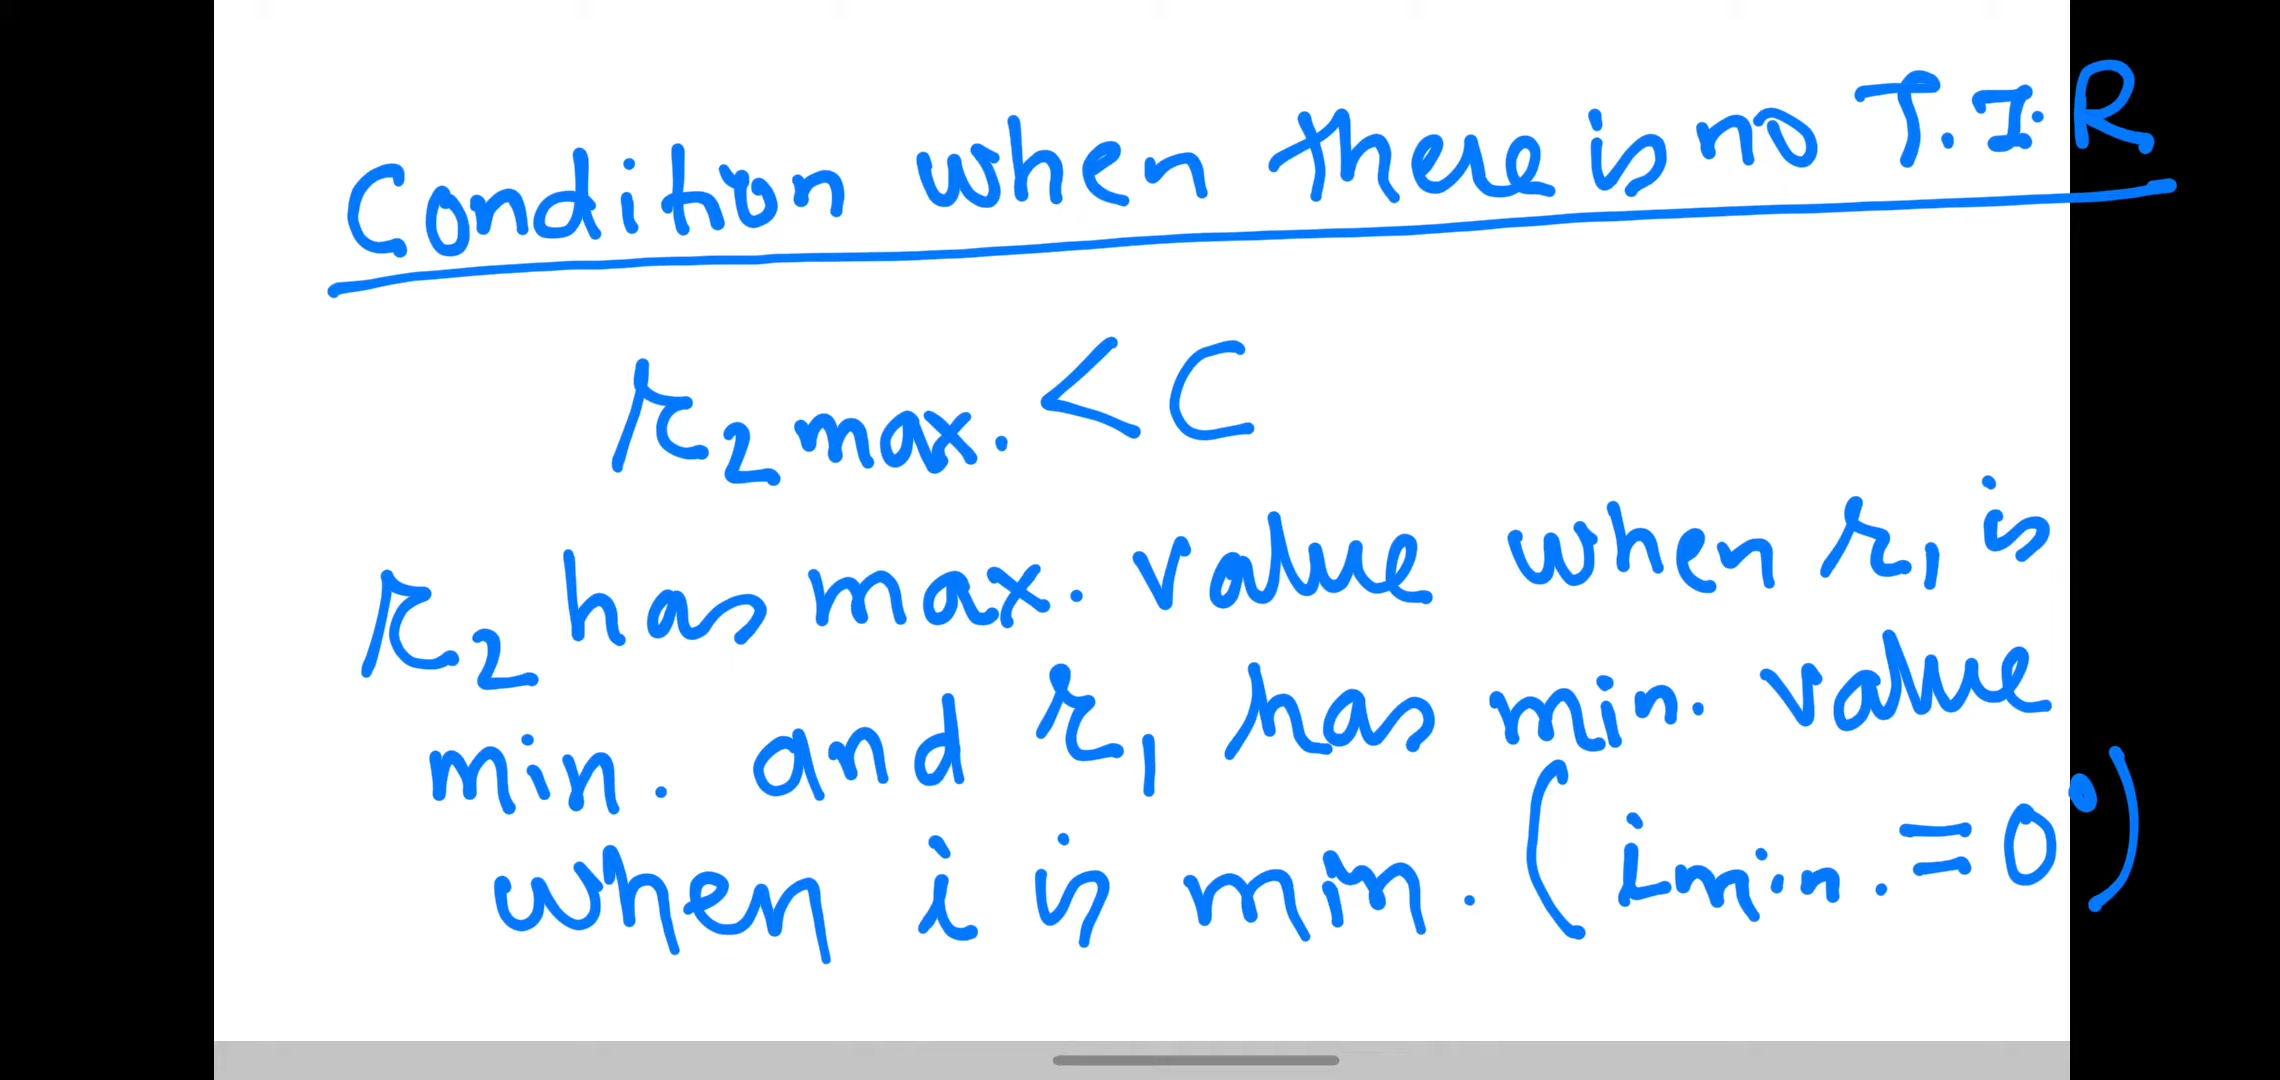 Condition when there is no T.I.R
r₂ max. < C
r₂ has max. value when r₁ is
min. and r₁ has min. value
when i is min. (imin. = 0°)